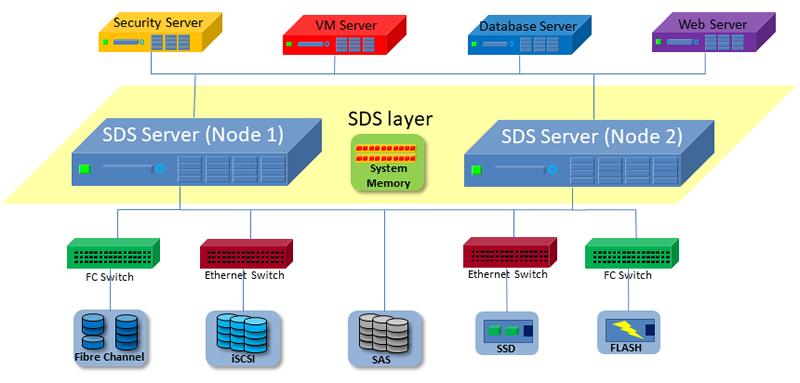 Security Server
VM Server
Database Server
Web Server
SDS layer
SDS Server (Node 1)
SDS Server (Node 2)
System
Memory
FC Switch
Ethernet Switch
Ethernet Switch
FC Switch
Fibre Channel
iSCSI
SAS
SSD
FLASH